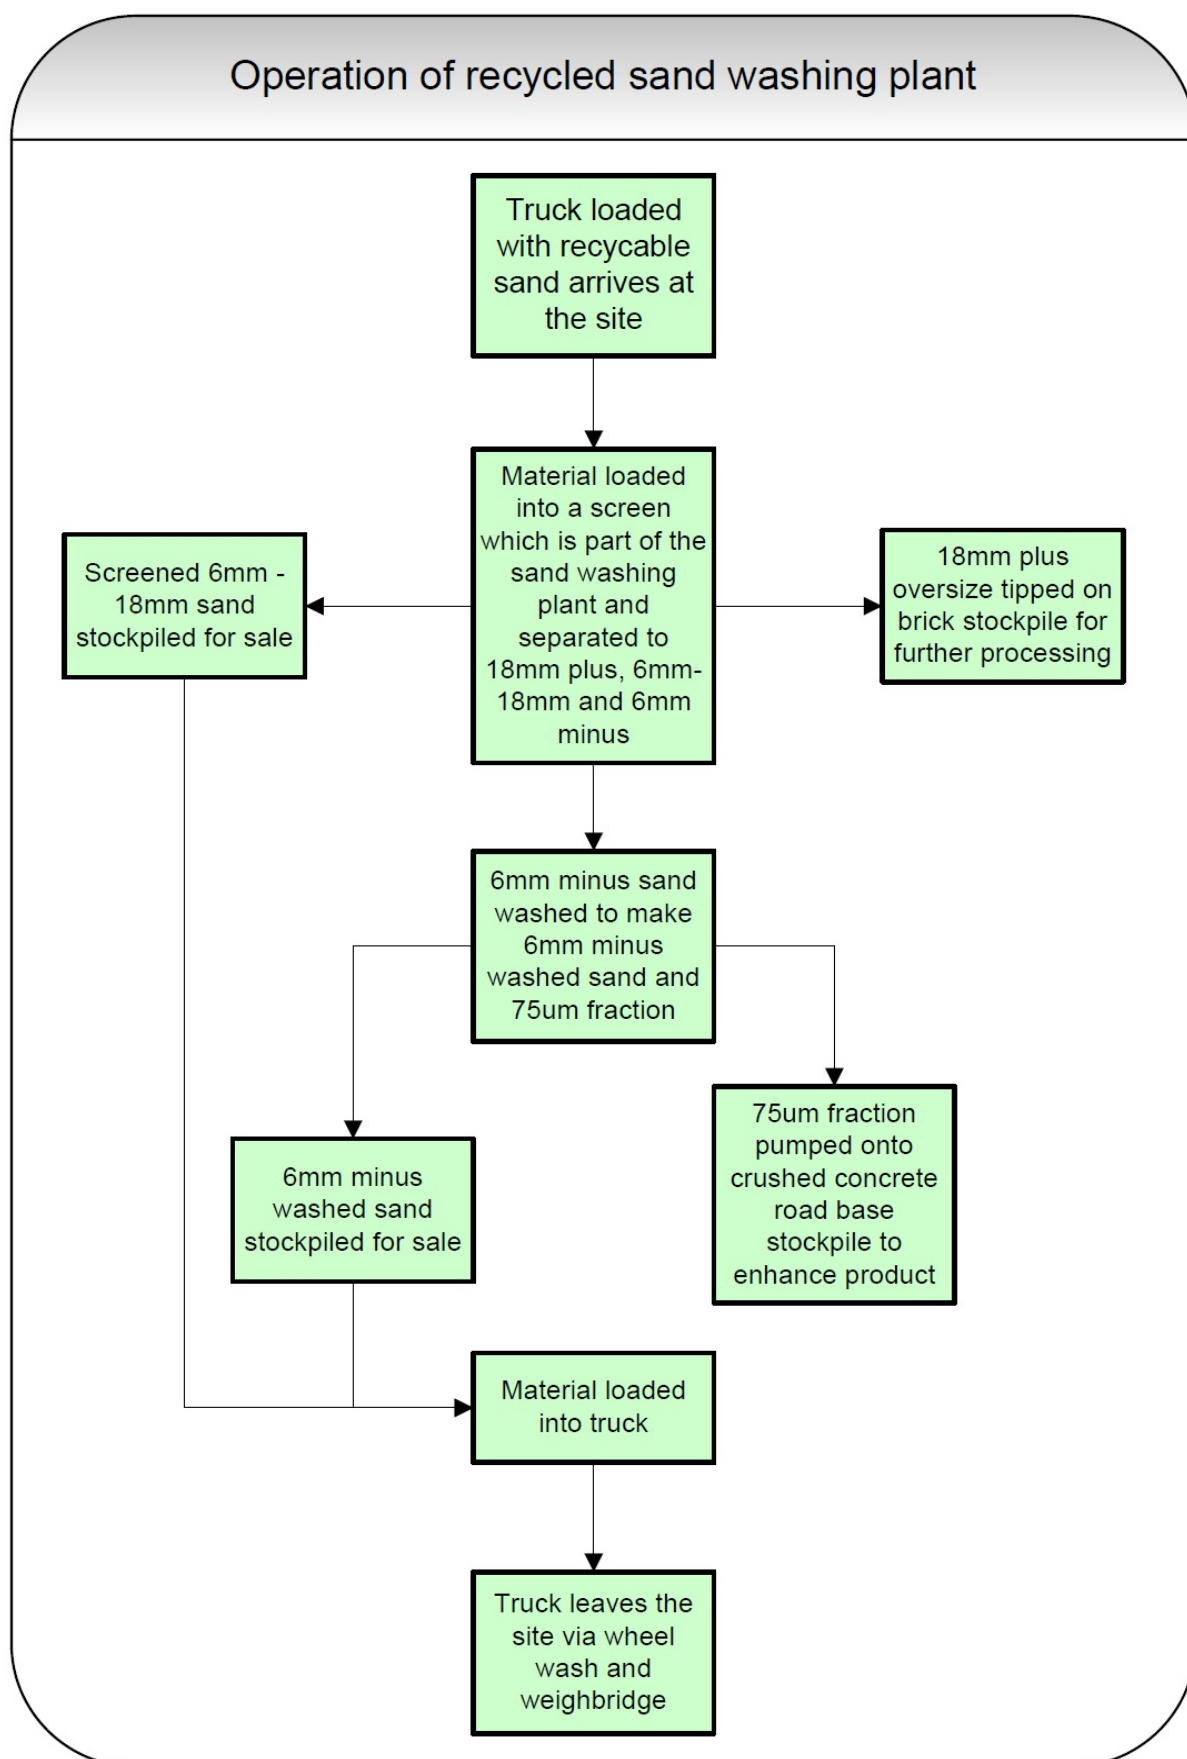 Operation of recycled sand washing plant
Truck loaded
with recycable
sand arrives at
the site
Material loaded
into a screen
which is part of the
sand washing
plant and
separated to
18mm plus, 6mm-
18mm and 6mm
minus
Screened 6mm -
18mm sand
stockpiled for sale
18mm plus
oversize tipped on
brick stockpile for
further processing
6mm minus sand
washed to make
6mm minus
washed sand and
75um fraction
6mm minus
washed sand
stockpiled for sale
75um fraction
pumped onto
crushed concrete
road base
stockpile to
enhance product
Material loaded
into truck
Truck leaves the
site via wheel
wash and
weighbridge